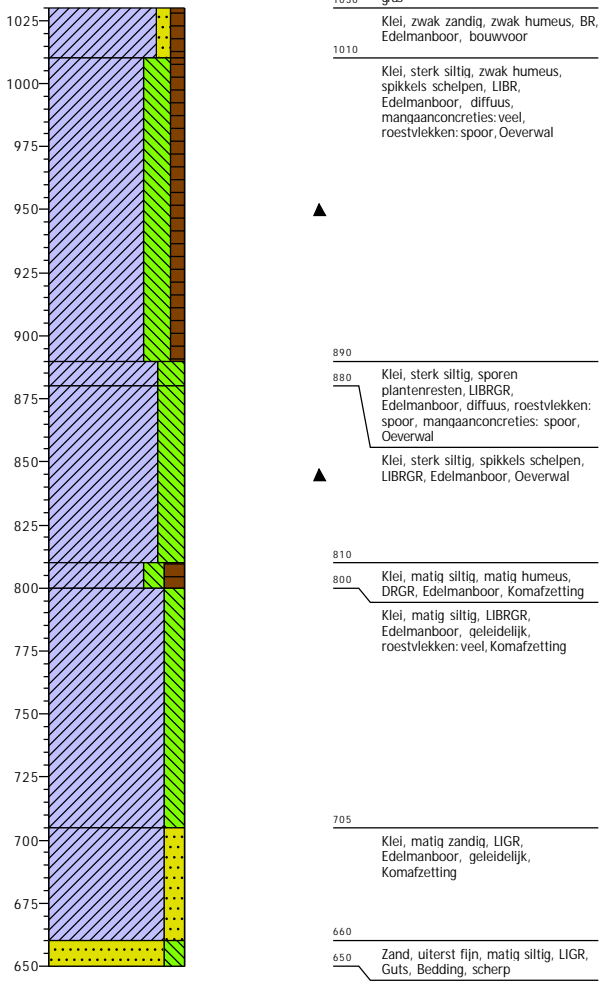 1030
gras
Klei, zwak zandig, zwak humeus, BR,
Edelmanboor, bouwvoor
1010
Klei, sterk siltig, zwak humeus,
spikkels schelpen, LIBR,
Edelmanboor, diffuus,
mangaanconcreties: veel,
roestvlekken: spoor, Oeverwal
890
Klei, sterk siltig, sporen
plantenresten, LIBRGR,
Edelmanboor, diffuus, roestvlekken:
spoor, mangaanconcreties: spoor,
Oeverwal
880
Klei, sterk siltig, spikkels schelpen,
LIBRGR, Edelmanboor, Oeverwal
810
Klei, matig siltig, matig humeus,
DRGR, Edelmanboor, Komafzetting
800
Klei, matig siltig, LIBRGR,
Edelmanboor, geleidelijk,
roestvlekken: veel, Komafzetting
705
Klei, matig zandig, LIGR,
Edelmanboor, geleidelijk,
Komafzetting
660
Zand, uiterst fijn, matig siltig, LIGR,
Guts, Bedding, scherp
650
1025
1000
975
950
925
900
875
850
825
800
775
750
725
700
675
650